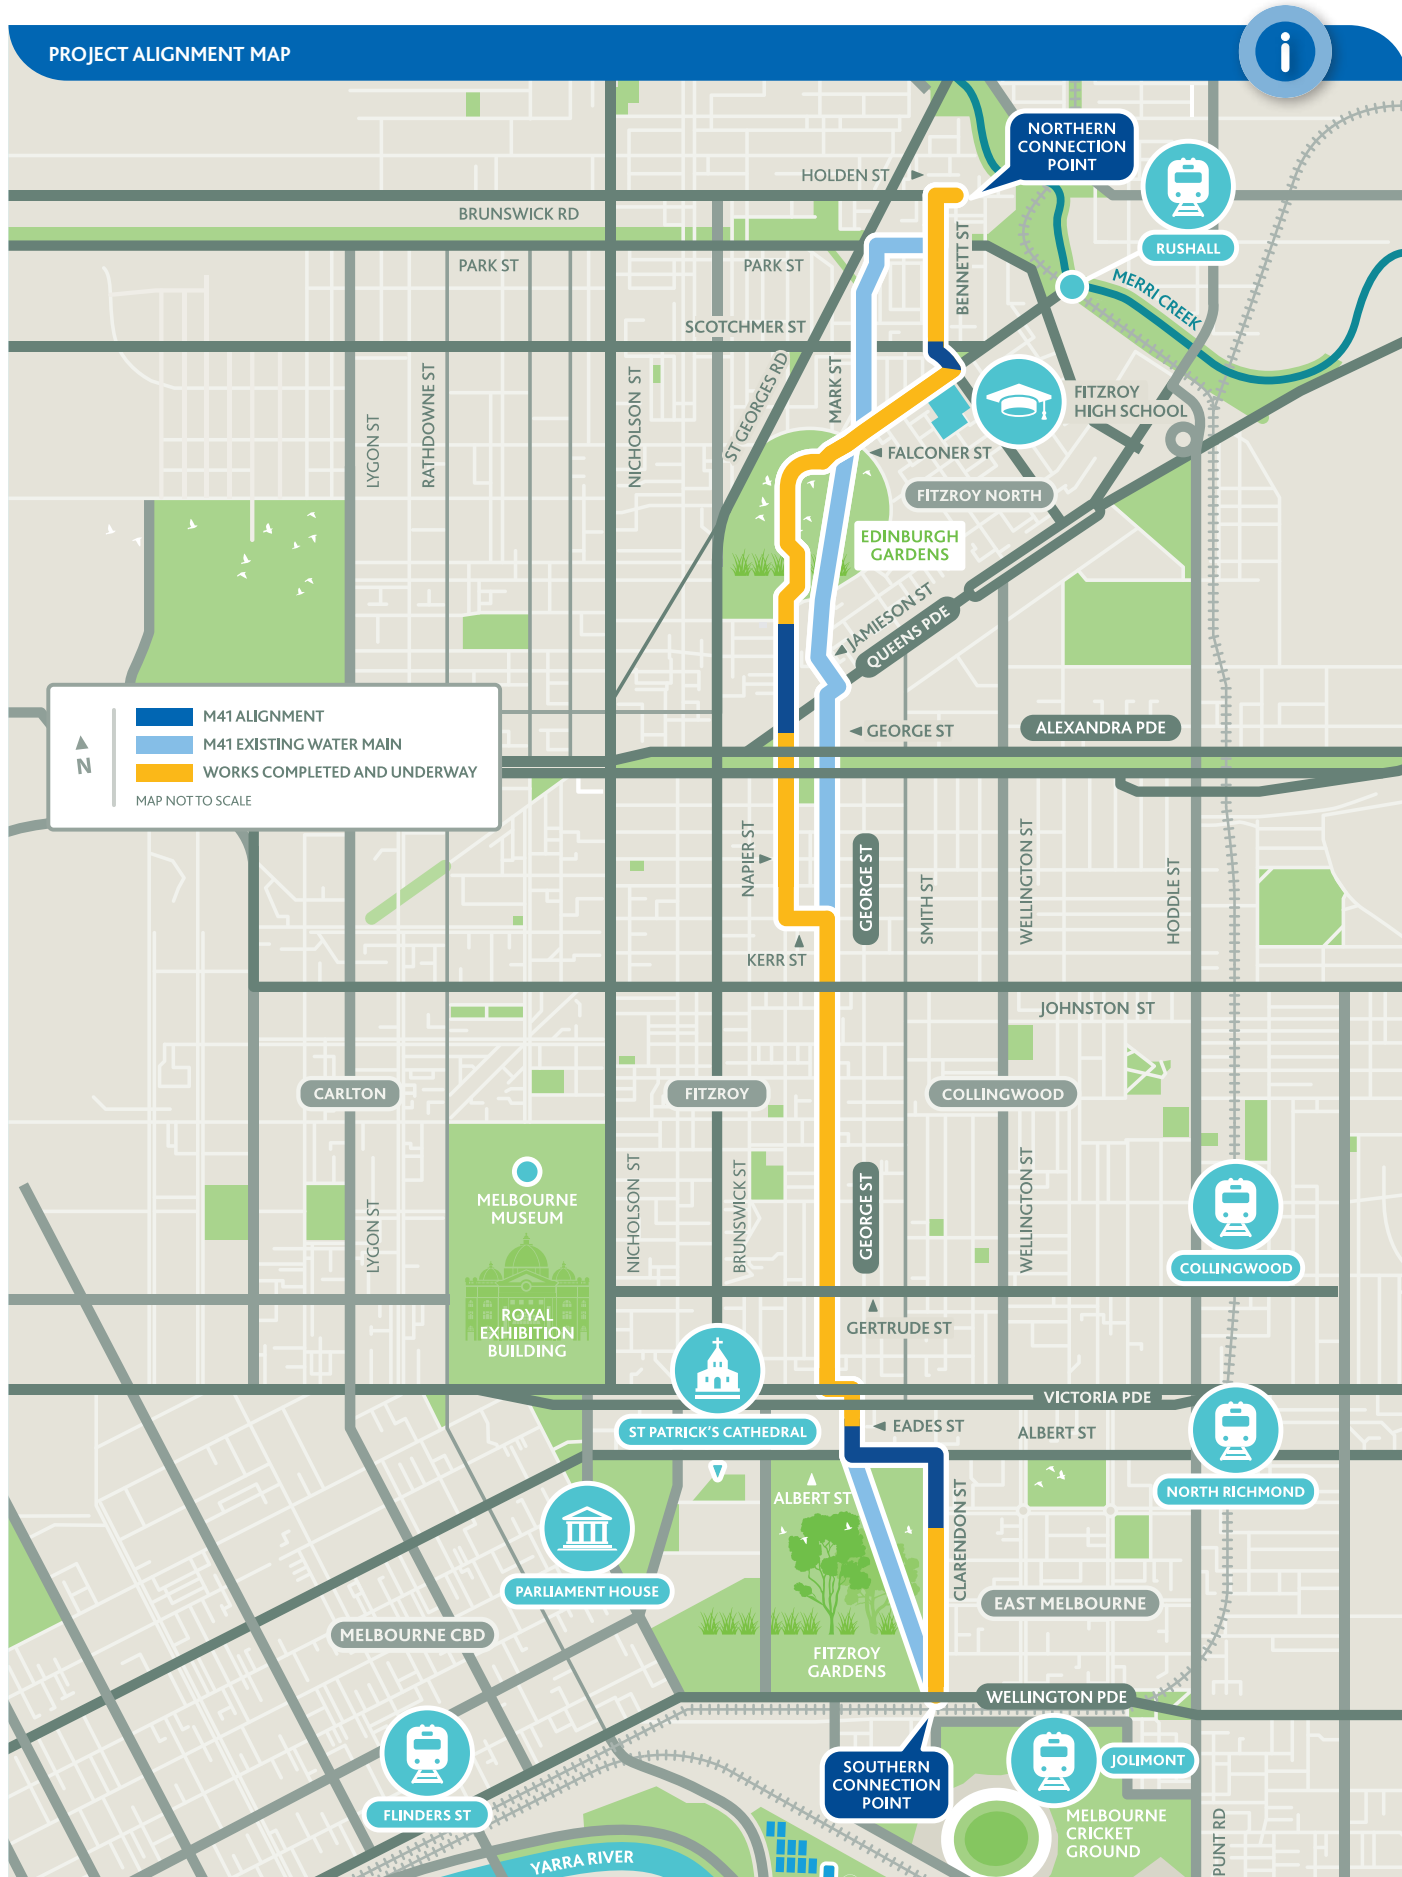 PROJECT ALIGNMENT MAP
i
NORTHERN
CONNECTION
POINT
HOLDEN ST
BRUNSWICK RD
RUSHALL
BENNETT ST
PARK ST
PARK ST
MERRI CREEK
SCOTCHMER ST
ST GEORGES RD
MARK ST
NICHOLSON ST
RATHDOWNE ST
LYGON ST
FITZROY
HIGH SCHOOL
FALCONER ST
FITZROY NORTH
EDINBURGH
GARDENS
JAMIESON ST
QUEENS PDE
M41 ALIGNMENT
M41 EXISTING WATER MAIN
WORKS COMPLETED AND UNDERWAY
MAP NOT TO SCALE
N
GEORGE ST
ALEXANDRA PDE
NAPIER ST
GEORGE ST
SMITH ST
WELLINGTON ST
HODDLE ST
KERR ST
JOHNSTON ST
CARLTON
FITZROY
COLLINGWOOD
MELBOURNE
MUSEUM
LYGON ST
NICHOLSON ST
BRUNSWICK ST
GEORGE ST
WELLINGTON ST
COLLINGWOOD
ROYAL
EXHIBITION
BUILDING
GERTRUDE ST
VICTORIA PDE
ST PATRICK'S CATHEDRAL
EADES ST
ALBERT ST
ALBERT ST
NORTH RICHMOND
CLARENDON ST
PARLIAMENT HOUSE
EAST MELBOURNE
MELBOURNE CBD
FITZROY
GARDENS
WELLINGTON PDE
SOUTHERN
CONNECTION
POINT
JOLIMONT
FLINDERS ST
MELBOURNE
CRICKET
GROUND
PUNT RD
YARRA RIVER